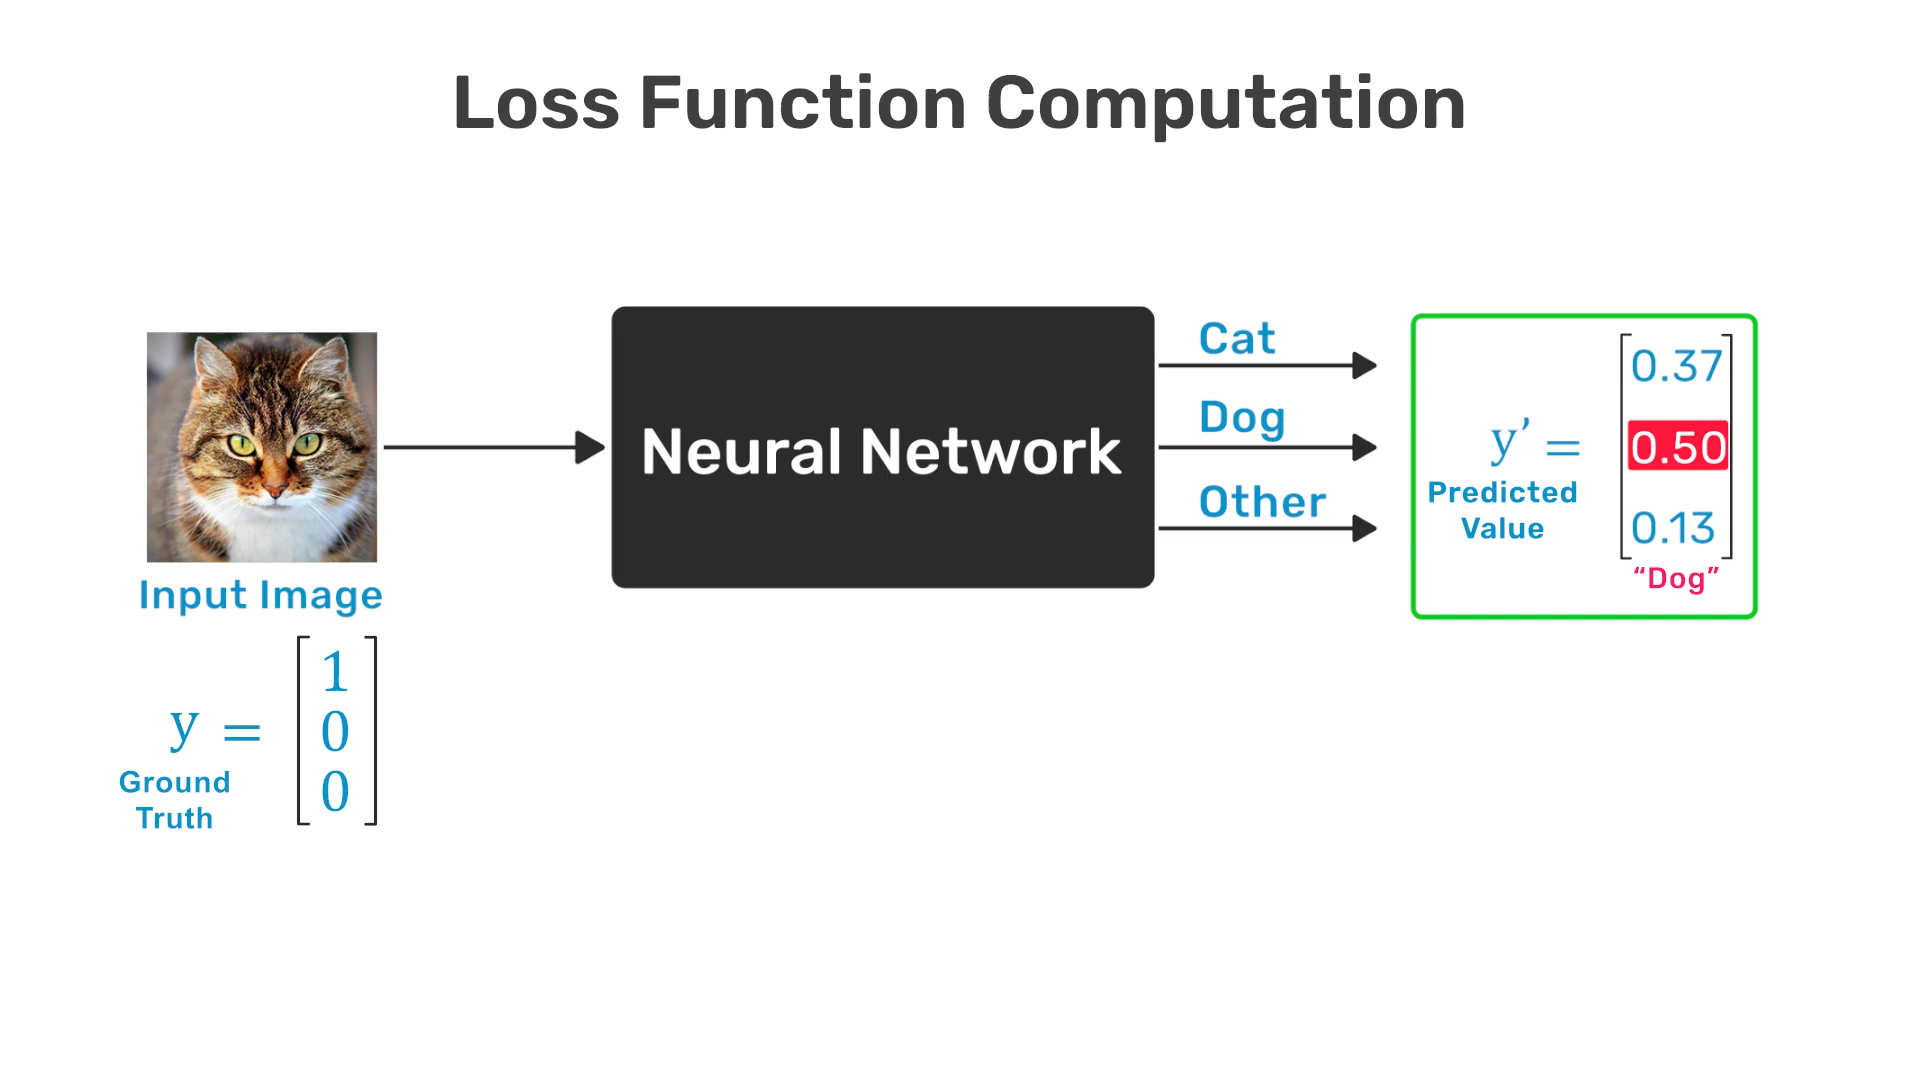 Loss Function Computation
Input Image
y =
1
0
0
Ground
Truth
Neural Network
Cat
Dog
Other
y’ =
Predicted
Value
0.37
0.50
0.13
“Dog”